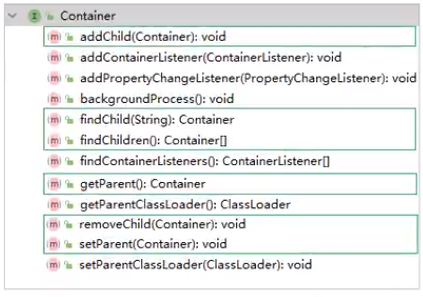 Container
addChild(Container): void
addContainerListener(ContainerListener): void
addPropertyChangeListener(PropertyChangeListener): void
backgroundProcess(): void
findChild(String): Container
findChildren(): Container[]
findContainerListeners(): ContainerListener[]
getParent(): Container
getParentClassLoader(): ClassLoader
removeChild(Container): void
setParent(Container): void
setParentClassLoader(ClassLoader): void